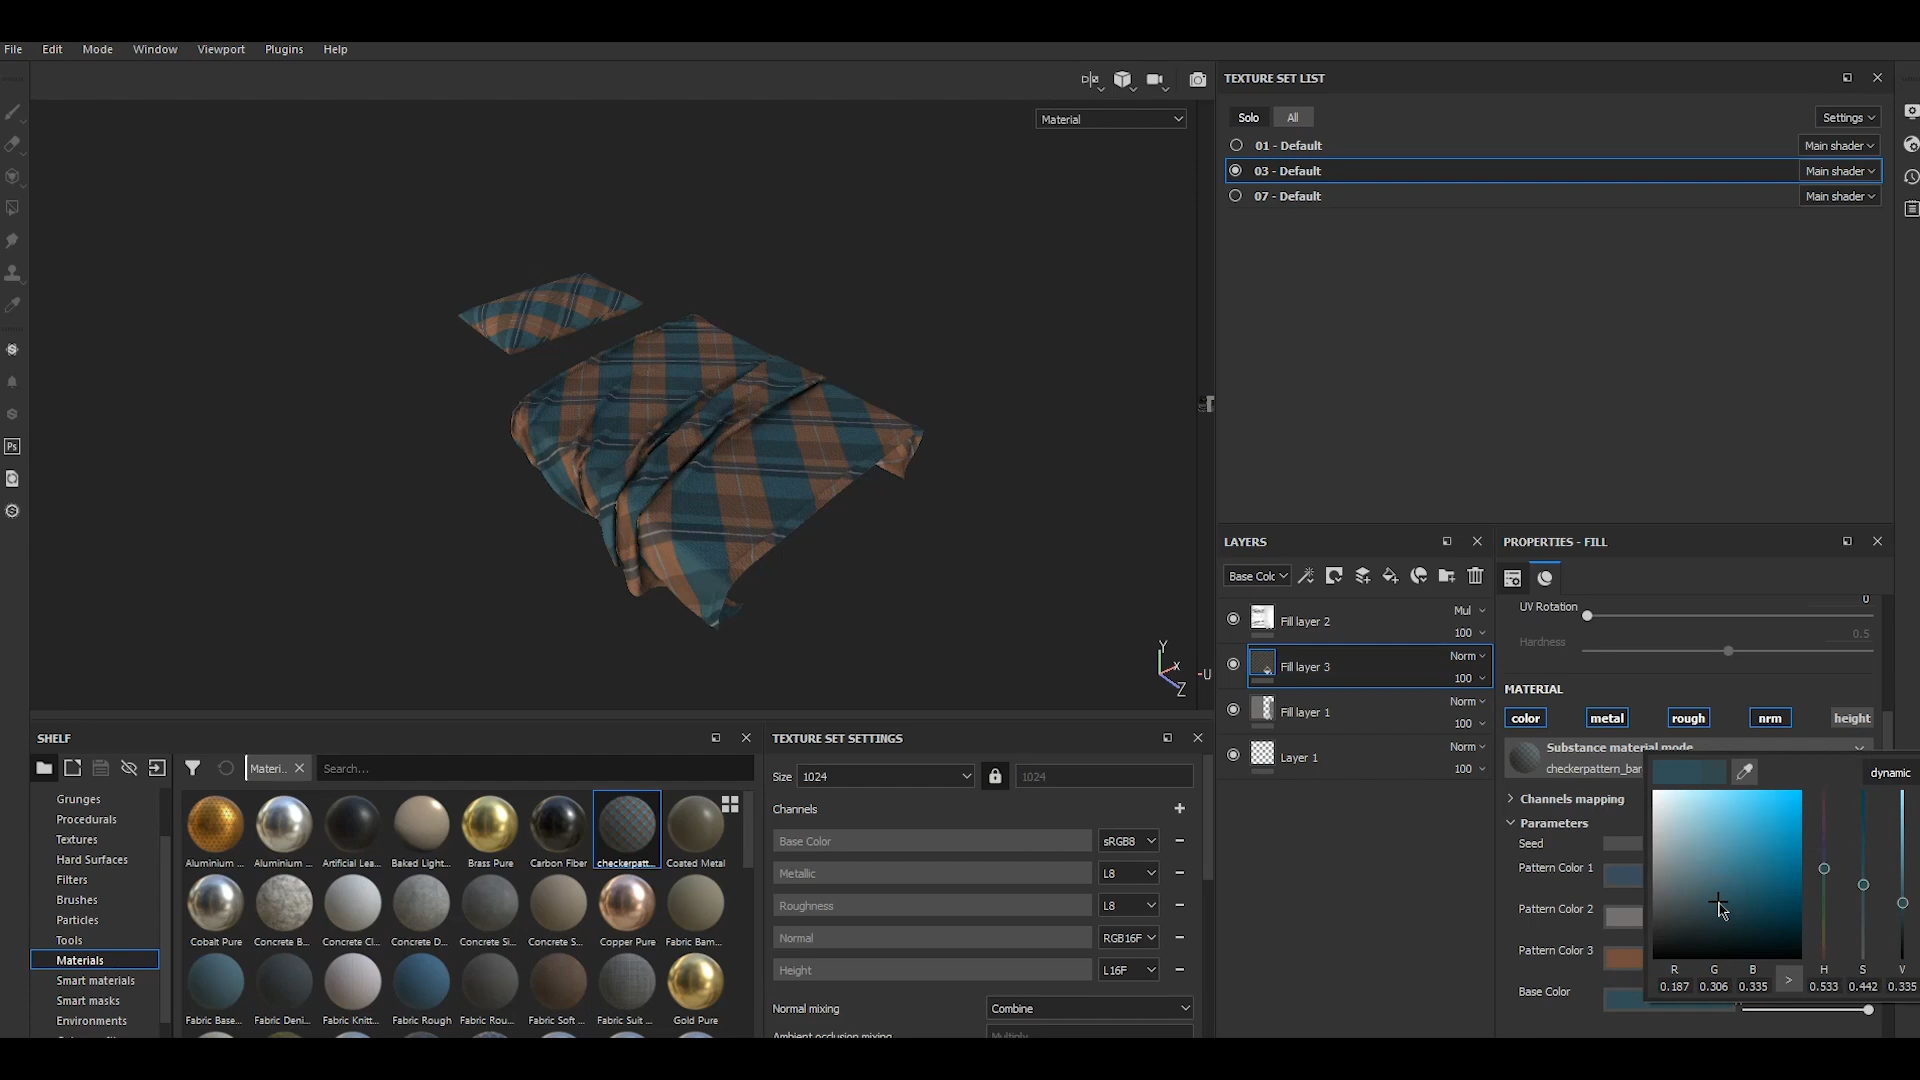 File Edit Mode Window Viewport Plugins Help
Material
TEXTURE SET LIST
Solo All Settings
01 - Default Main shader
03 - Default Main shader
07 - Default Main shader
Y
X
Z
U
Ps
LAYERS
Base Colc
Fill layer 2 Mul
100
Fill layer 3 Norm
100
Fill layer 1 Norm
100
Layer 1 Norm
100
PROPERTIES - FILL
0
UV Rotation
Hardness 0.5
MATERIAL
color metal rough nrm height
Substance material mode
checkerpattern_bar
dynamic
Channels mapping
Parameters
Seed
Pattern Color 1
Pattern Color 2
Pattern Color 3
Base Color
R G B > H S V
0.187 0.306 0.335 0.533 0.442 0.335
SHELF
Materi.. Search...
Grunges
Procedurals
Textures
Hard Surfaces
Filters
Brushes
Particles
Tools
Materials
Smart materials
Smart masks
Environments
Aluminium ... Aluminium ... Artificial Lea... Baked Light... Brass Pure Carbon Fiber checkerpatt... Coated Metal
Cobalt Pure Concrete B... Concrete Cl... Concrete D... Concrete Si... Concrete S... Copper Pure Fabric Bam...
Fabric Base... Fabric Deni... Fabric Knitt... Fabric Rough Fabric Rou... Fabric Soft ... Fabric Suit ... Gold Pure
TEXTURE SET SETTINGS
Size 1024 1024
Channels
Base Color sRGB8
Metallic L8
Roughness L8
Normal RGB16F
Height L16F
Normal mixing Combine
Ambient occlusion mixing Multiply